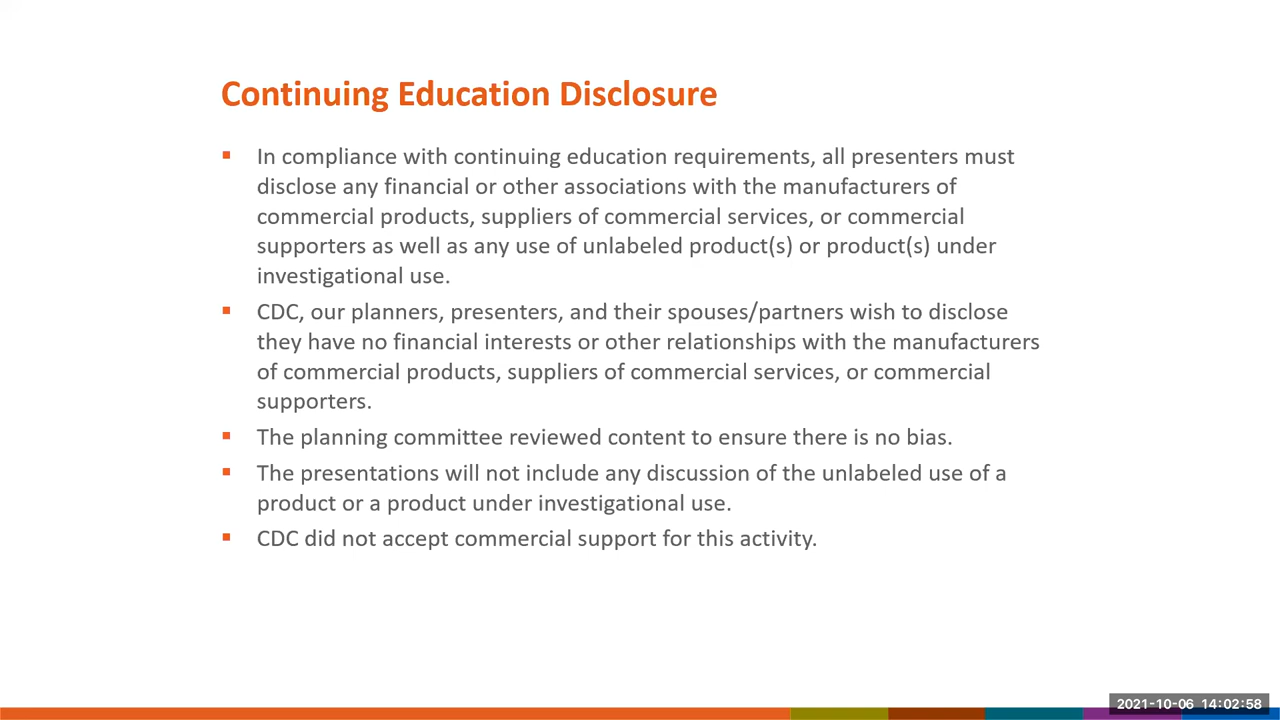 Continuing Education Disclosure
▪ In compliance with continuing education requirements, all presenters must
disclose any financial or other associations with the manufacturers of
commercial products, suppliers of commercial services, or commercial
supporters as well as any use of unlabeled product(s) or product(s) under
investigational use.
▪ CDC, our planners, presenters, and their spouses/partners wish to disclose
they have no financial interests or other relationships with the manufacturers
of commercial products, suppliers of commercial services, or commercial
supporters.
▪ The planning committee reviewed content to ensure there is no bias.
▪ The presentations will not include any discussion of the unlabeled use of a
product or a product under investigational use.
▪ CDC did not accept commercial support for this activity.
2021-10-06 14:02:58